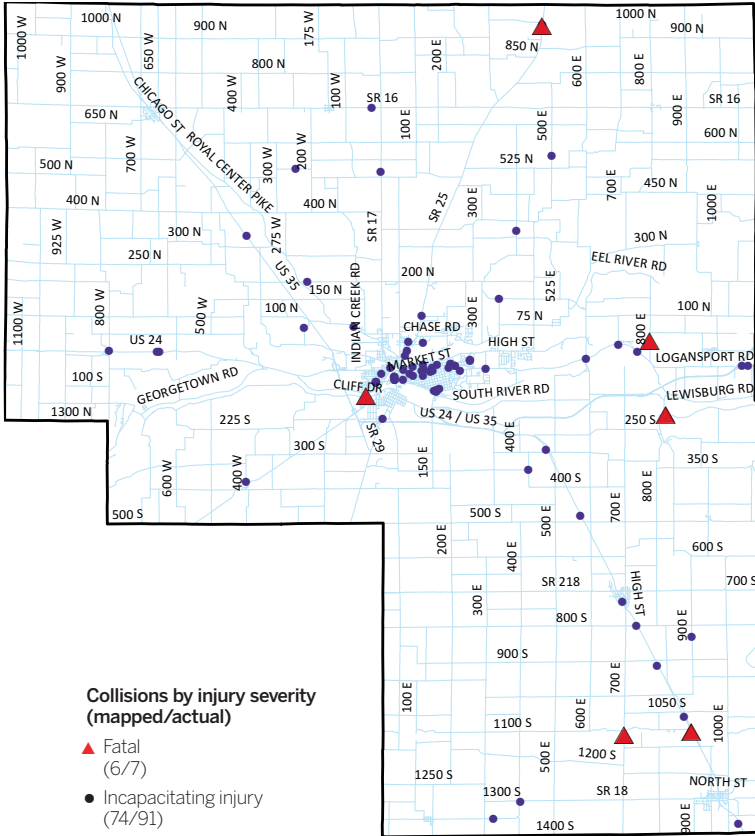 1000 N
900 N
175 W
1000 N
900 N
1000 W
650 W
850 N
200 E
900 W
800 N
600 E
800 E
CHICAGO ST ROYAL CENTER PIKE
400 W
100 W
SR 16
SR 16
650 N
100 E
500 E
900 E
600 N
700 W
300 W
200 W
525 N
500 N
700 E
450 N
400 N
400 N
SR 25
300 E
1000 E
925 W
300 N
275 W
SR 17
300 N
250 N
EEL RIVER RD
US 35
200 N
525 E
150 N
INDIAN CREEK RD
1100 W
800 W
500 W
100 N
300 E
75 N
100 N
CHASE RD
800 E
US 24
MARKET ST
HIGH ST
LOGANSPORT RD
100 S
GEORGETOWN RD
CLIFF DR
SOUTH RIVER RD
LEWISBURG RD
1300 N
225 S
US 24 / US 35
250 S
300 S
SR 29
400 E
600 W
400 W
150 E
350 S
400 S
800 E
500 S
500 S
500 E
700 E
200 E
400 E
600 S
SR 218
HIGH ST
700 S
300 E
800 S
900 E
900 S
700 E
Collisions by injury severity
(mapped/actual)
100 E
600 E
1050 S
1000 E
Fatal
(6/7)
1100 S
500 E
1200 S
1250 S
NORTH ST
Incapacitating injury
(74/91)
1300 S
SR 18
1400 S
900 E